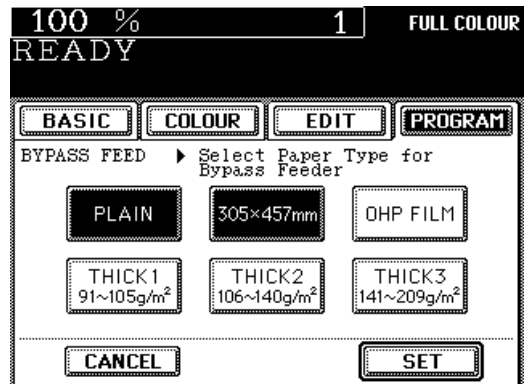 100 % 1 FULL COLOUR
READY
BASIC COLOUR EDIT PROGRAM
BYPASS FEED ▶ Select Paper Type for
Bypass Feeder
PLAIN 305×457mm OHP FILM
THICK1 THICK2 THICK3
91~105g/m² 106~140g/m² 141~209g/m²
CANCEL SET